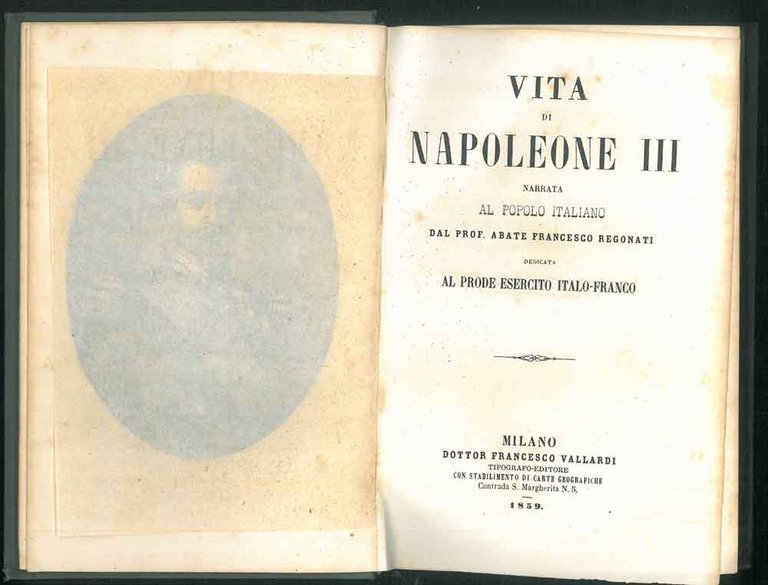 VITA
DI
NAPOLEONE III
NARRATA
AL POPOLO ITALIANO
DAL PROF. ABATE FRANCESCO REGONATI
DEDICATA
AL PRODE ESERCITO ITALO-FRANCO
MILANO
DOTTOR FRANCESCO VALLARDI
TIPOGRAFO-EDITORE
CON STABILIMENTO DI CARTE GEOGRAFICHE
Contrada S. Margherita N. 5.
1859.